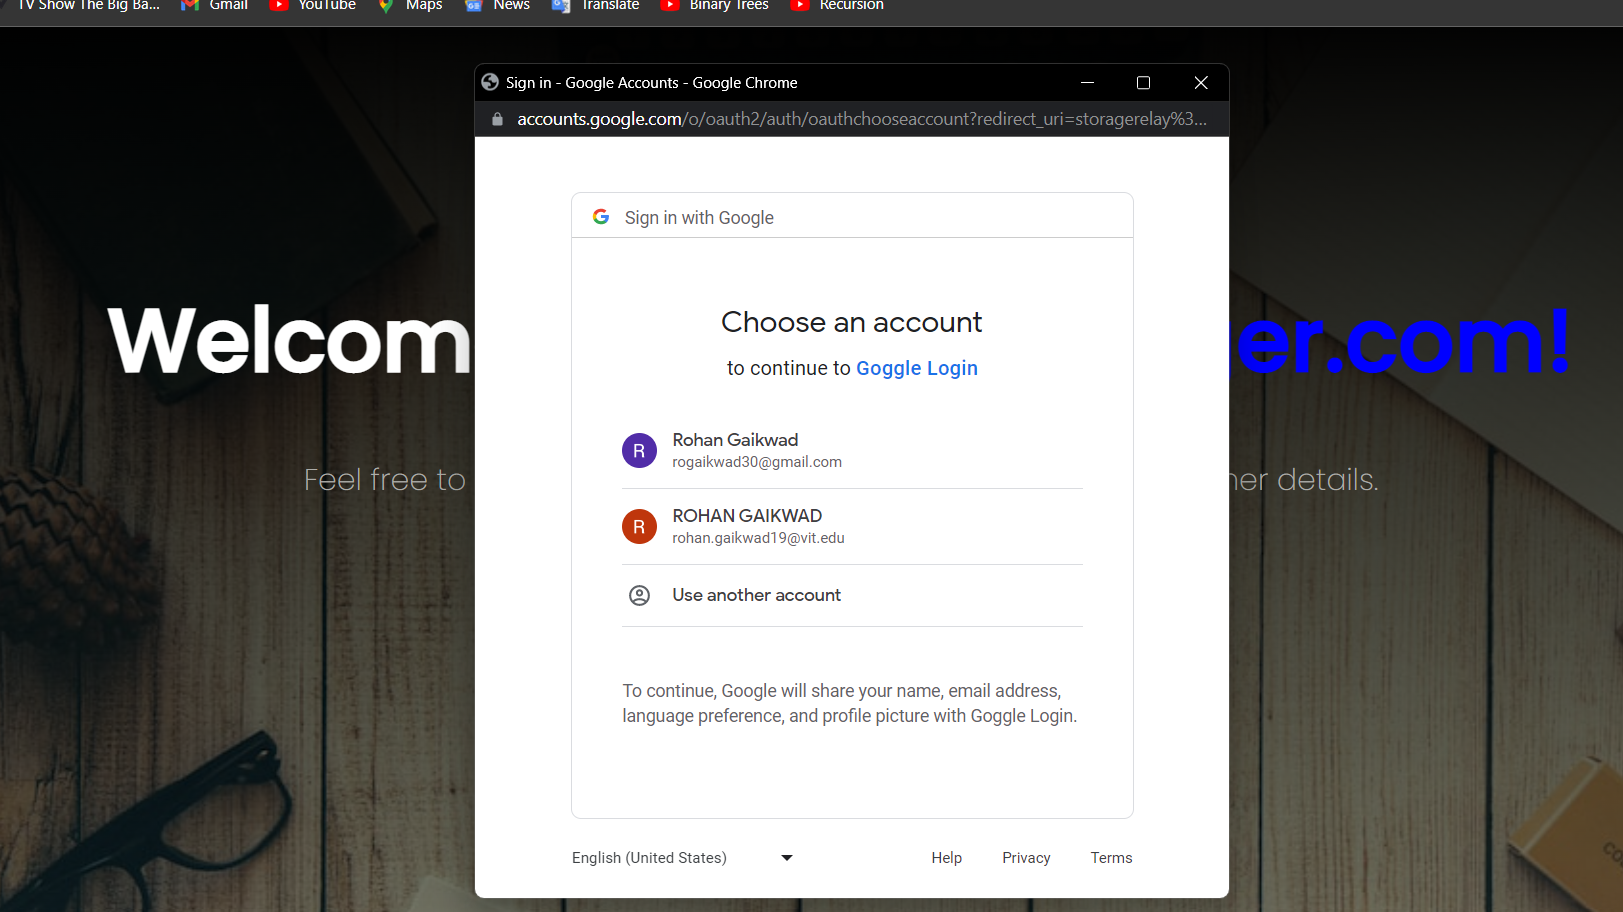 TV Show The Big Ba... Gmail YouTube Maps News Translate Binary Trees Recursion
Sign in - Google Accounts - Google Chrome
accounts.google.com/o/oauth2/auth/oauthchooseaccount?redirect_uri=storagerelay%3...
Sign in with Google
Choose an account
to continue to Goggle Login
Welcom er.com!
Rohan Gaikwad
rogaikwad30@gmail.com
Feel free to her details.
R
ROHAN GAIKWAD
rohan.gaikwad19@vit.edu
R
Use another account
To continue, Google will share your name, email address,
language preference, and profile picture with Goggle Login.
English (United States) Help Privacy Terms